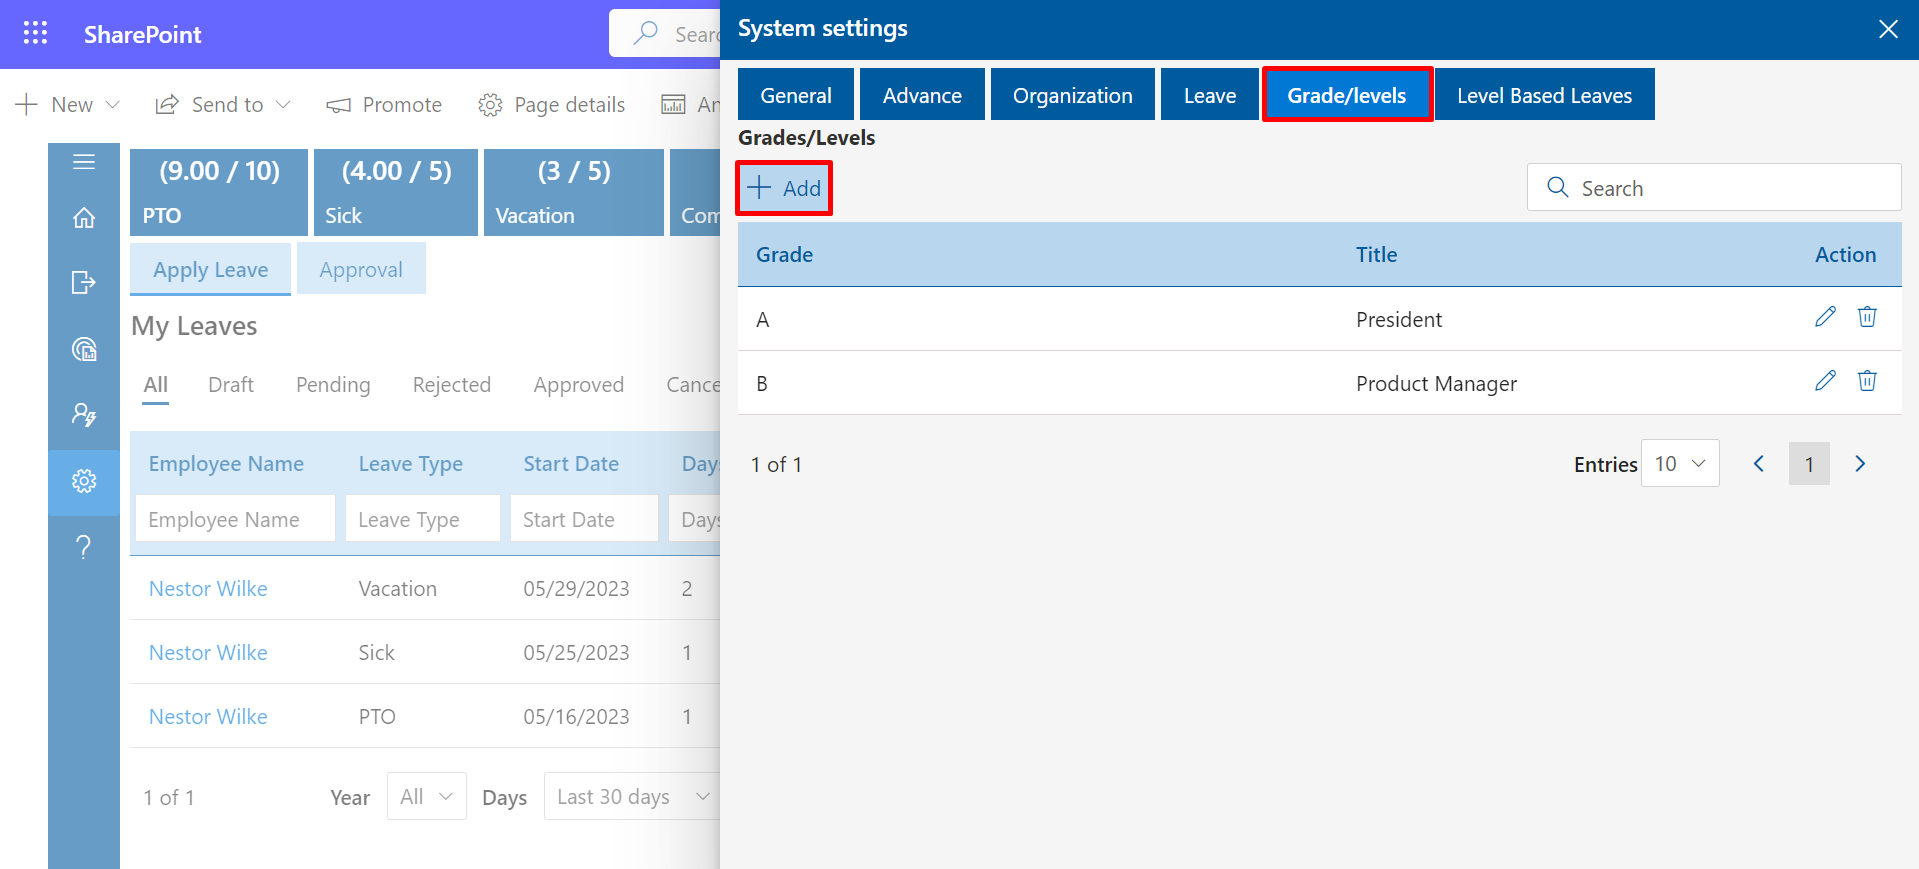 SharePoint
Searc
System settings
New
Send to
Promote
Page details
An
General
Advance
Organization
Leave
Grade/levels
Level Based Leaves
Grades/Levels
Add
Search
Grade Title Action
A President
B Product Manager
1 of 1
Entries 10
1
(9.00 / 10)
PTO
(4.00 / 5)
Sick
(3 / 5)
Vacation
Com
Apply Leave
Approval
My Leaves
All Draft Pending Rejected Approved Cance
Employee Name Leave Type Start Date Days
Employee Name Leave Type Start Date Days
Nestor Wilke Vacation 05/29/2023 2
Nestor Wilke Sick 05/25/2023 1
Nestor Wilke PTO 05/16/2023 1
1 of 1 Year All Days Last 30 days